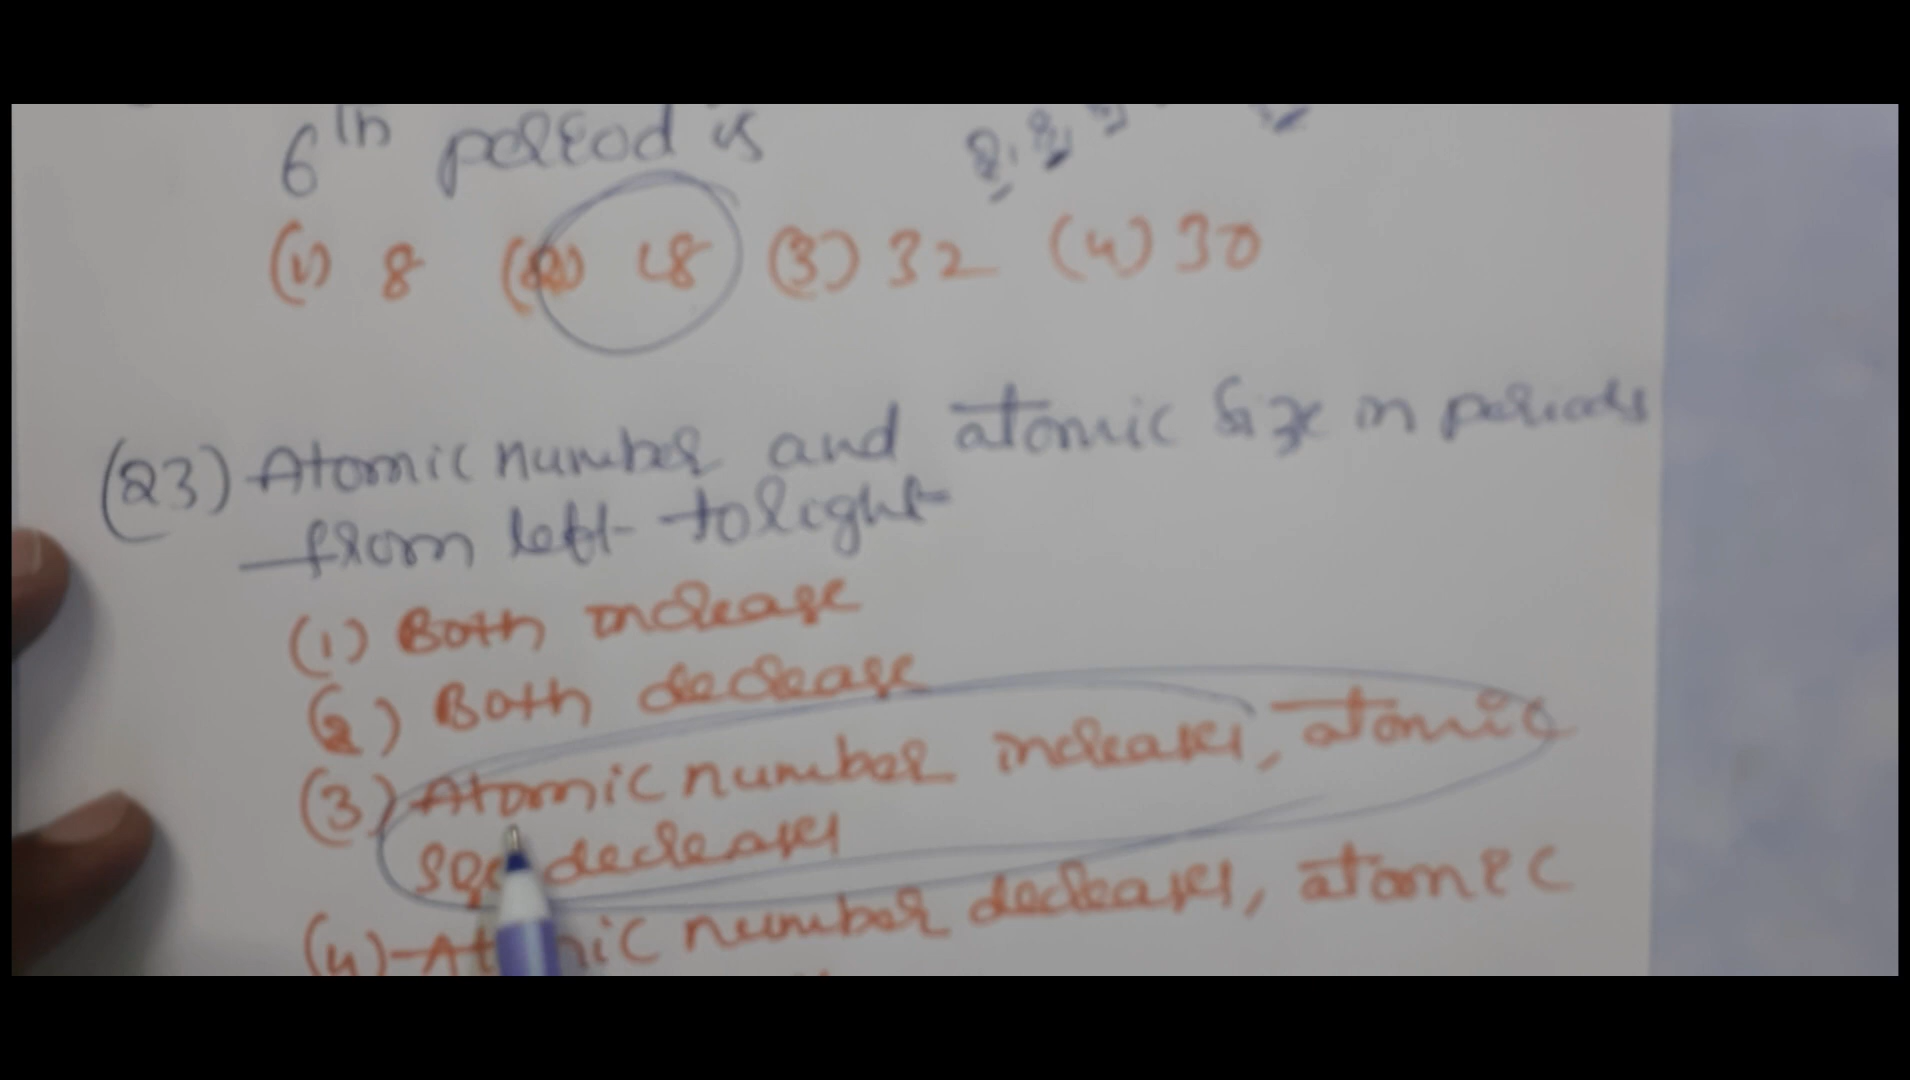 6th period is
(1) 8 (2) 18 (3) 32 (4) 30
(23) Atomic number and atomic size in periods
from left to right
(1) Both increase
(2) Both decrease
(3) Atomic number increases, atomic
size decreases
(4) Atomic number decreases, atomic